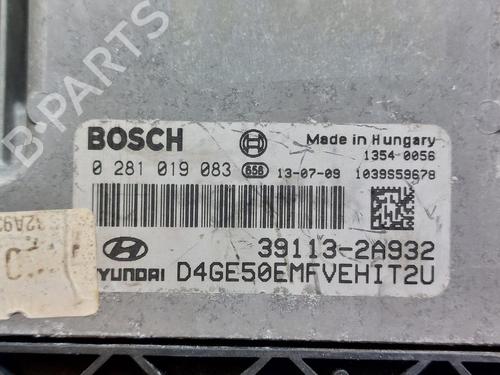 B-PARTS
BOSCH
Made in Hungary
1354 0056
0 281 019 083 656 13-07-09 1039S59678
39113-2A932
HYUNDAI D4GE50EMFVEHIT2U